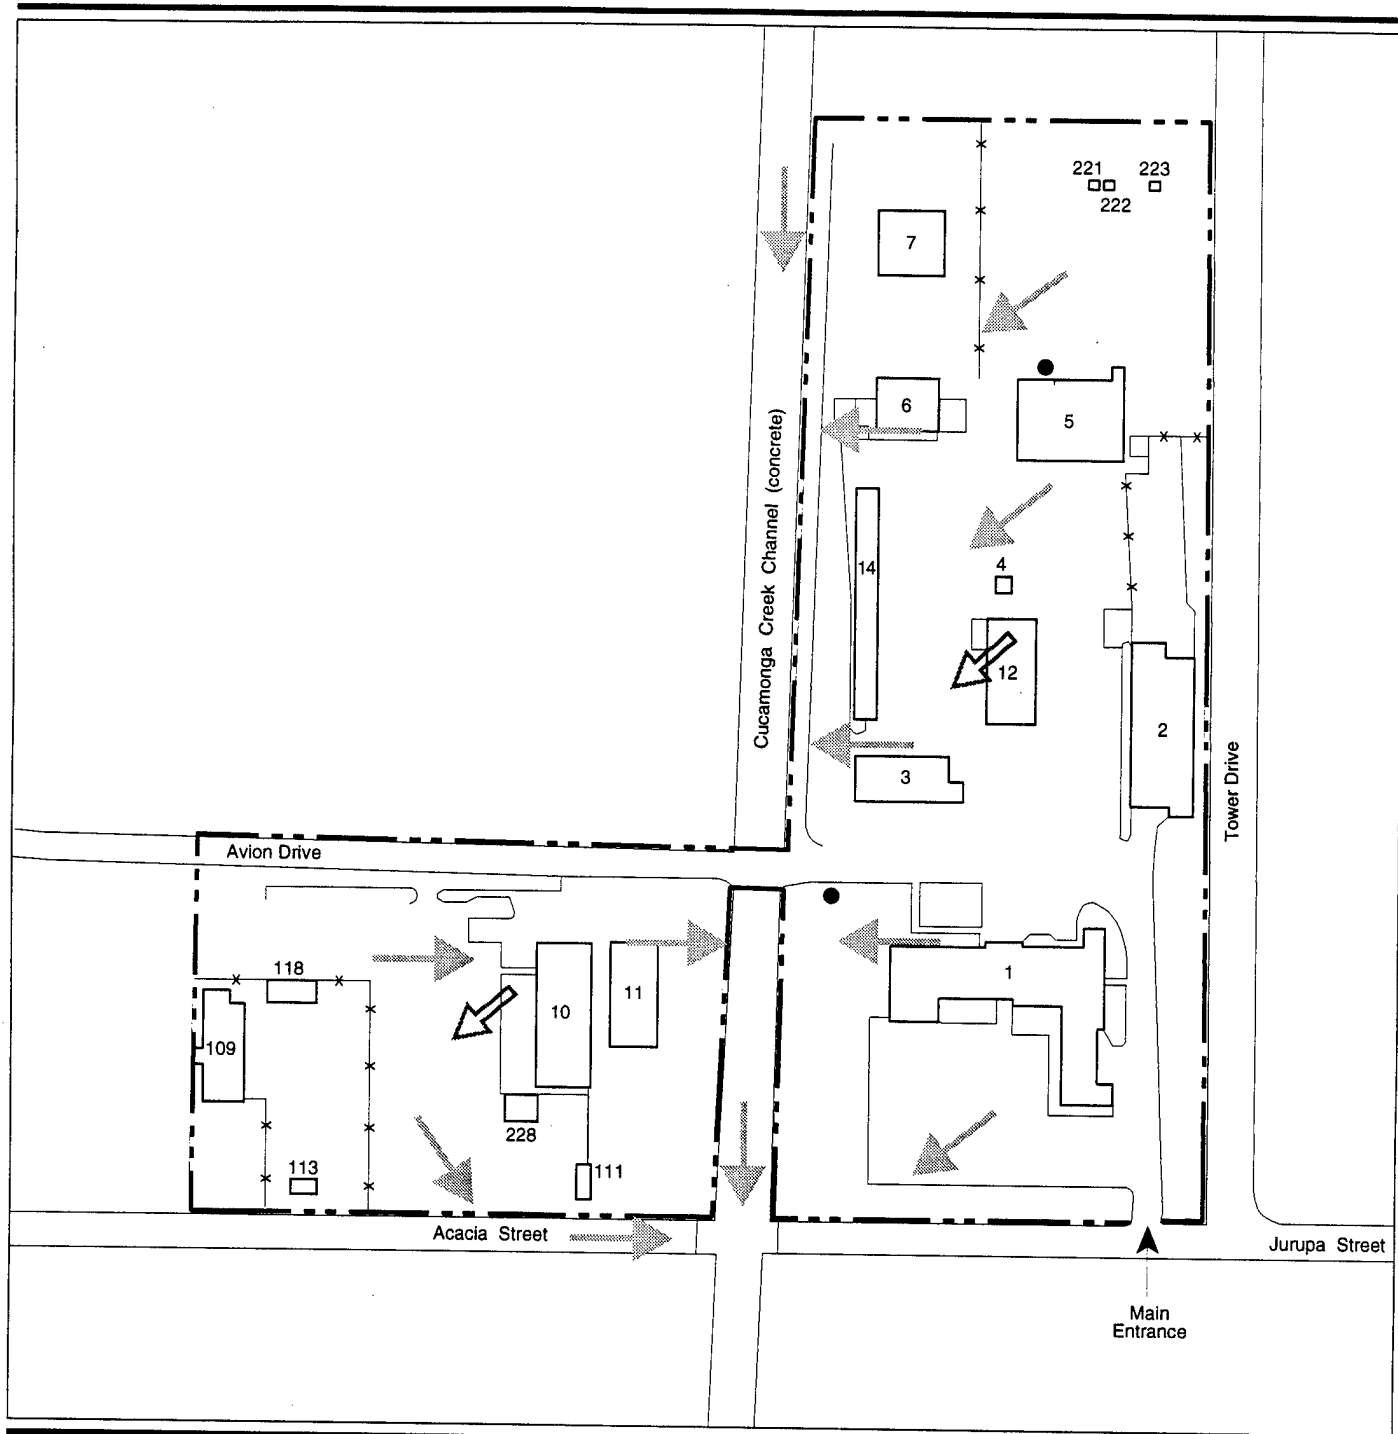 221
223
222
7
6
5
Cucamonga Creek Channel (concrete)
14
4
12
2
3
Tower Drive
Avion Drive
118
1
11
10
109
228
113
111
Acacia Street
Jurupa Street
Main
Entrance